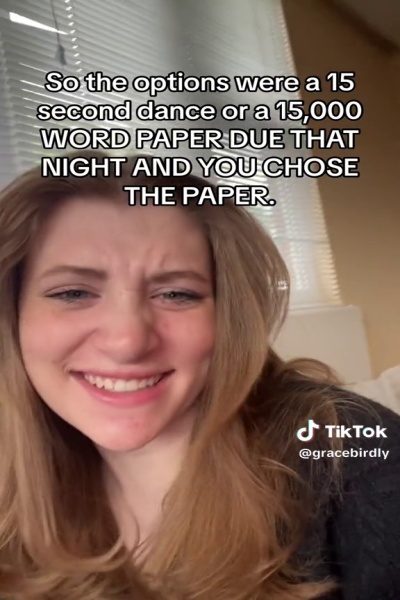 So the options were a 15
second dance or a 15,000
WORD PAPER DUE THAT
NIGHT AND YOU CHOSE
THE PAPER.
TikTok
@gracebirdly